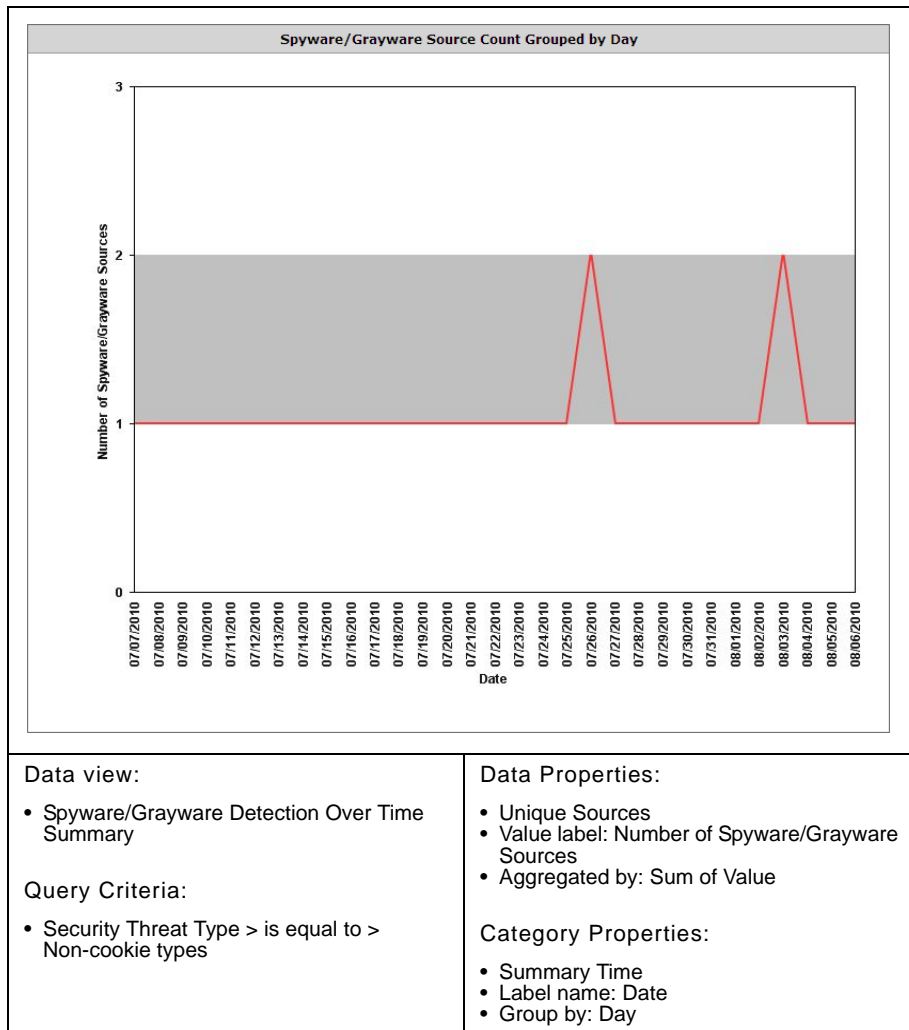 Spyware/Grayware Source Count Grouped by Day
3
2
1
0
Number of Spyware/Grayware Sources
07/07/2010
07/08/2010
07/09/2010
07/10/2010
07/11/2010
07/12/2010
07/13/2010
07/14/2010
07/15/2010
07/16/2010
07/17/2010
07/18/2010
07/19/2010
07/20/2010
07/21/2010
07/22/2010
07/23/2010
07/24/2010
07/25/2010
07/26/2010
07/27/2010
07/28/2010
07/29/2010
07/30/2010
07/31/2010
08/01/2010
08/02/2010
08/03/2010
08/04/2010
08/05/2010
08/06/2010
Date
Data view:
• Spyware/Grayware Detection Over Time
Summary
Query Criteria:
• Security Threat Type > is equal to >
Non-cookie types
Data Properties:
• Unique Sources
• Value label: Number of Spyware/Grayware
Sources
• Aggregated by: Sum of Value
Category Properties:
• Summary Time
• Label name: Date
• Group by: Day